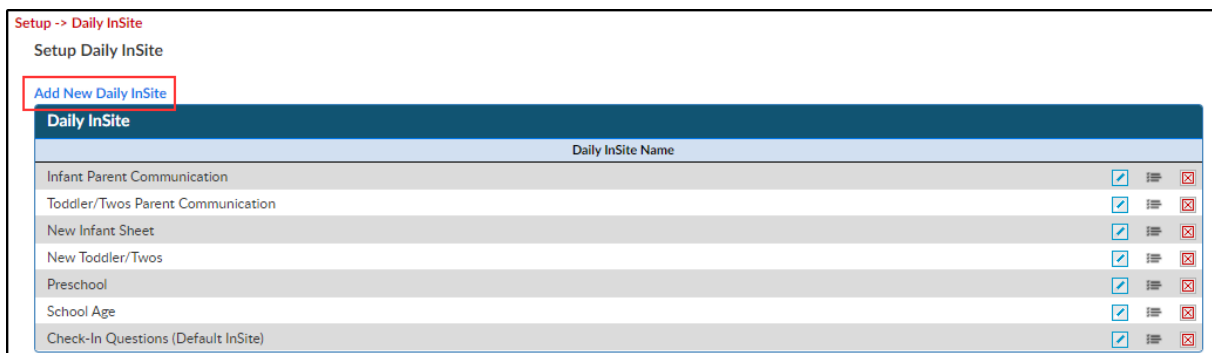 Setup -> Daily InSite
Setup Daily InSite
Add New Daily InSite
Daily InSite
Daily InSite Name
Infant Parent Communication
Toddler/Twos Parent Communication
New Infant Sheet
New Toddler/Twos
Preschool
School Age
Check-In Questions (Default InSite)